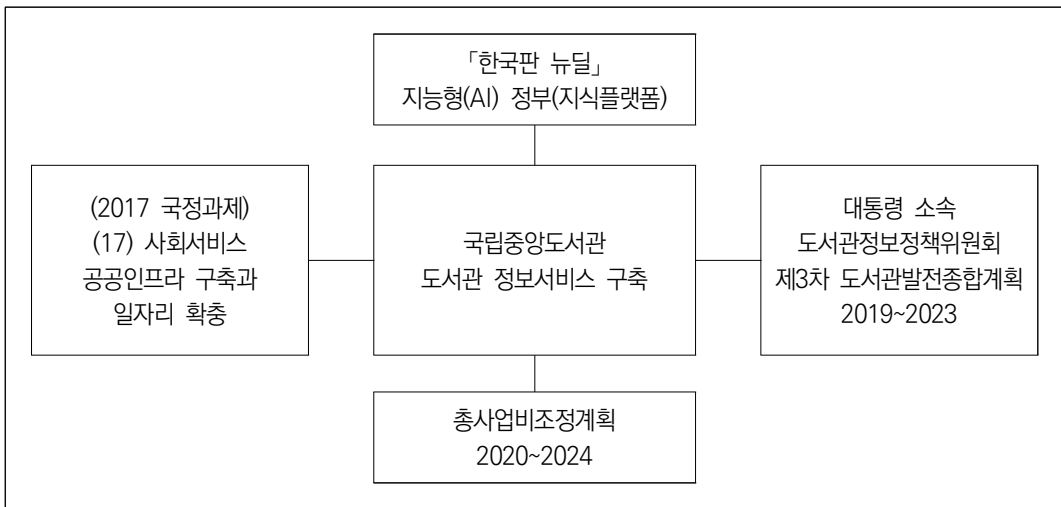 「한국판 뉴딜」
지능형(AI) 정부(지식플랫폼)
(2017 국정과제)
(17) 사회서비스
공공인프라 구축과
일자리 확충
국립중앙도서관
도서관 정보서비스 구축
대통령 소속
도서관정보정책위원회
제3차 도서관발전종합계획
2019~2023
총사업비조정계획
2020~2024